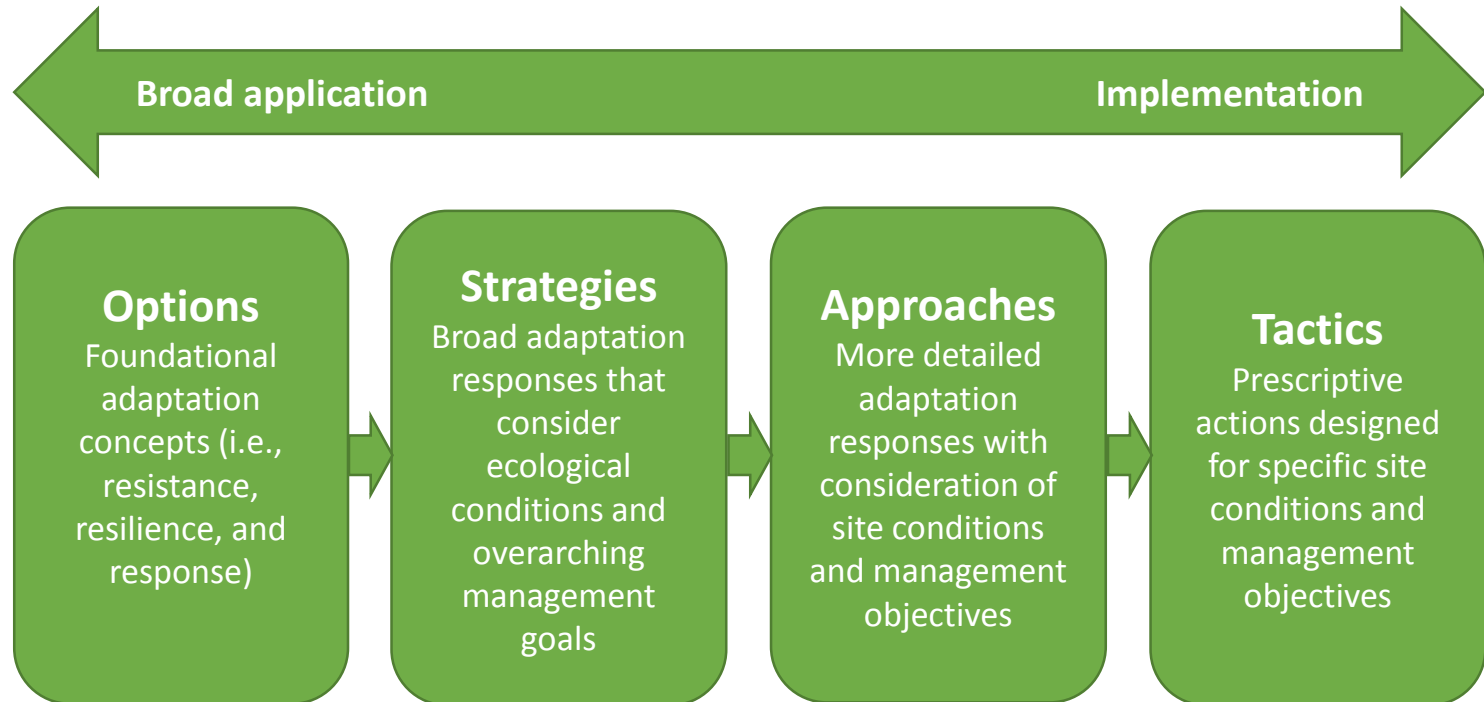 Broad application
Implementation
Options
Foundational
adaptation
concepts (i.e.,
resistance,
resilience, and
response)
Strategies
Broad adaptation
responses that
consider
ecological
conditions and
overarching
management
goals
Approaches
More detailed
adaptation
responses with
consideration of
site conditions
and management
objectives
Tactics
Prescriptive
actions designed
for specific site
conditions and
management
objectives